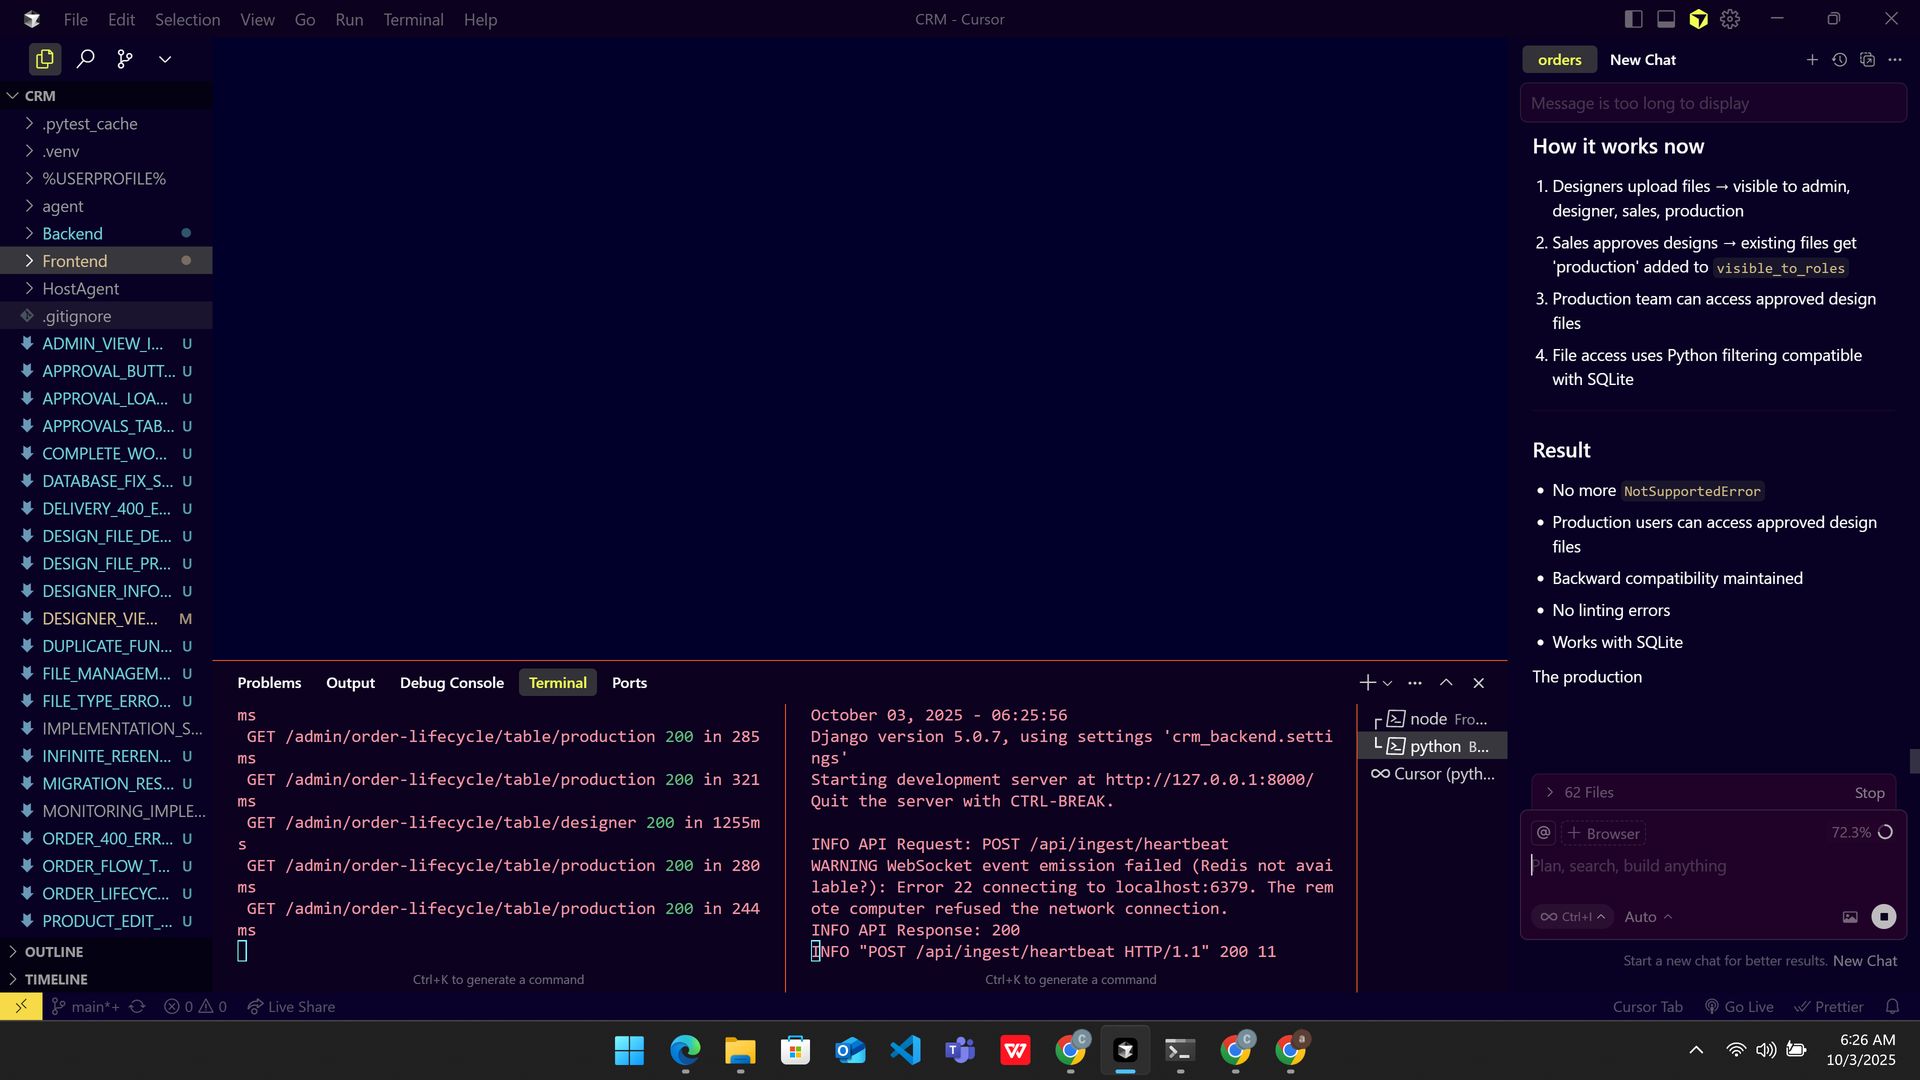 File Edit Selection View Go Run Terminal Help
CRM - Cursor
CRM
.pytest_cache
.venv
%USERPROFILE%
agent
Backend
Frontend
HostAgent
.gitignore
ADMIN_VIEW_I... U
APPROVAL_BUTT... U
APPROVAL_LOA... U
APPROVALS_TAB... U
COMPLETE_WO... U
DATABASE_FIX_S... U
DELIVERY_400_E... U
DESIGN_FILE_DE... U
DESIGN_FILE_PR... U
DESIGNER_INFO... U
DESIGNER_VIE... M
DUPLICATE_FUN... U
FILE_MANAGEM... U
FILE_TYPE_ERRO... U
IMPLEMENTATION_S...
INFINITE_REREN... U
MIGRATION_RES... U
MONITORING_IMPLE...
ORDER_400_ERR... U
ORDER_FLOW_T... U
ORDER_LIFECYC... U
PRODUCT_EDIT_... U
OUTLINE
TIMELINE
Problems Output Debug Console Terminal Ports
ms
GET /admin/order-lifecycle/table/production 200 in 285
ms
GET /admin/order-lifecycle/table/production 200 in 321
ms
GET /admin/order-lifecycle/table/designer 200 in 1255m
s
GET /admin/order-lifecycle/table/production 200 in 280
ms
GET /admin/order-lifecycle/table/production 200 in 244
ms
Ctrl+K to generate a command
October 03, 2025 - 06:25:56
Django version 5.0.7, using settings 'crm_backend.setti
ngs'
Starting development server at http://127.0.0.1:8000/
Quit the server with CTRL-BREAK.
INFO API Request: POST /api/ingest/heartbeat
WARNING WebSocket event emission failed (Redis not avai
lable?): Error 22 connecting to localhost:6379. The rem
ote computer refused the network connection.
INFO API Response: 200
INFO "POST /api/ingest/heartbeat HTTP/1.1" 200 11
Ctrl+K to generate a command
node Fro...
python B...
Cursor (pyth...
orders New Chat
Message is too long to display
How it works now
1. Designers upload files → visible to admin,
designer, sales, production
2. Sales approves designs → existing files get
'production' added to visible_to_roles
3. Production team can access approved design
files
4. File access uses Python filtering compatible
with SQLite
Result
• No more NotSupportedError
• Production users can access approved design
files
• Backward compatibility maintained
• No linting errors
• Works with SQLite
The production
62 Files Stop
@ + Browser 72.3%
Plan, search, build anything
Ctrl+I Auto
Start a new chat for better results. New Chat
main*+ 0 0 Live Share
Cursor Tab Go Live Prettier
6:26 AM
10/3/2025